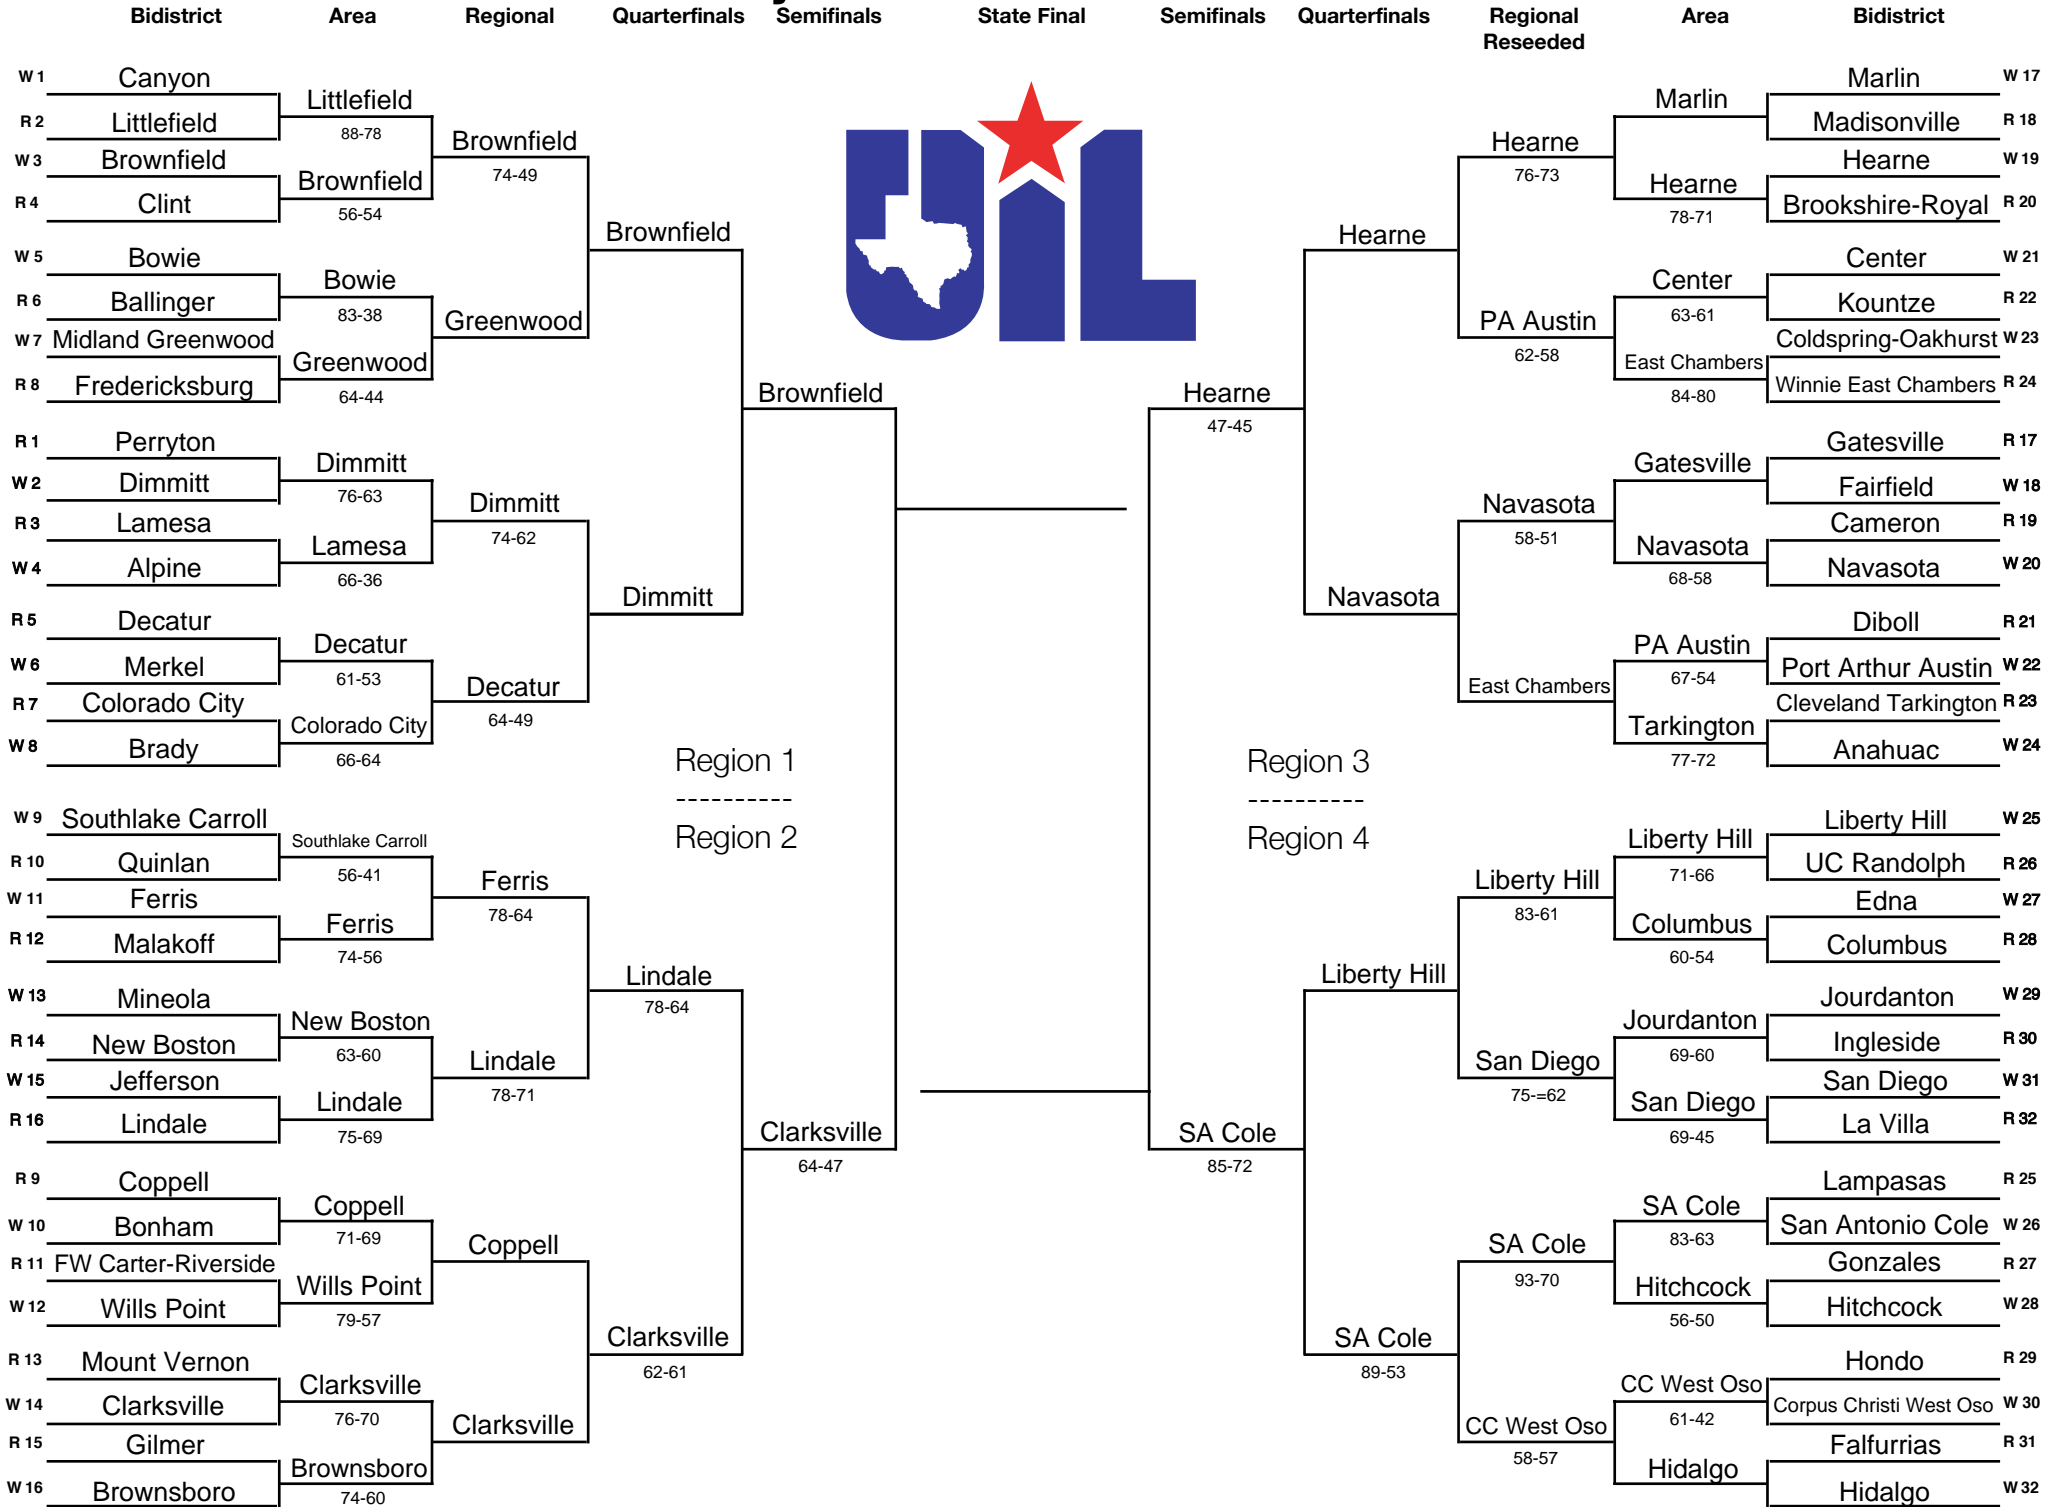 Bidistrict Area Regional Quarterfinals Semifinals State Final Semifinals Quarterfinals Regional Reseeded Area Bidistrict
W 1 Canyon
R 2 Littlefield
W 3 Brownfield
R 4 Clint
W 5 Bowie
R 6 Ballinger
W 7 Midland Greenwood
R 8 Fredericksburg
R 1 Perryton
W 2 Dimmitt
R 3 Lamesa
W 4 Alpine
R 5 Decatur
W 6 Merkel
R 7 Colorado City
W 8 Brady
W 9 Southlake Carroll
R 10 Quinlan
W 11 Ferris
R 12 Malakoff
W 13 Mineola
R 14 New Boston
W 15 Jefferson
R 16 Lindale
R 9 Coppell
W 10 Bonham
R 11 FW Carter-Riverside
W 12 Wills Point
R 13 Mount Vernon
W 14 Clarksville
R 15 Gilmer
W 16 Brownsboro
Littlefield
88-78
Brownfield
56-54
Bowie
83-38
Greenwood
64-44
Dimmitt
76-63
Lamesa
66-36
Decatur
61-53
Colorado City
66-64
Southlake Carroll
56-41
Ferris
74-56
New Boston
63-60
Lindale
75-69
Coppell
71-69
Wills Point
79-57
Clarksville
76-70
Brownsboro
74-60
Brownfield
74-49
Greenwood
Dimmitt
74-62
Decatur
64-49
Ferris
78-64
Lindale
78-71
Coppell
Clarksville
Brownfield
Dimmitt
Region 1
----------
Region 2
Lindale
78-64
Clarksville
62-61
Brownfield
Clarksville
64-47
UIL
Hearne
47-45
SA Cole
85-72
Hearne
Navasota
Region 3
----------
Region 4
Liberty Hill
SA Cole
89-53
Hearne
76-73
PA Austin
62-58
Navasota
58-51
East Chambers
Liberty Hill
83-61
San Diego
75-=62
SA Cole
93-70
CC West Oso
58-57
Marlin
Hearne
78-71
Center
63-61
East Chambers
84-80
Gatesville
Navasota
68-58
PA Austin
67-54
Tarkington
77-72
Liberty Hill
71-66
Columbus
60-54
Jourdanton
69-60
San Diego
69-45
SA Cole
83-63
Hitchcock
56-50
CC West Oso
61-42
Hidalgo
Marlin W 17
Madisonville R 18
Hearne W 19
Brookshire-Royal R 20
Center W 21
Kountze R 22
Coldspring-Oakhurst W 23
Winnie East Chambers R 24
Gatesville R 17
Fairfield W 18
Cameron R 19
Navasota W 20
Diboll R 21
Port Arthur Austin W 22
Cleveland Tarkington R 23
Anahuac W 24
Liberty Hill W 25
UC Randolph R 26
Edna W 27
Columbus R 28
Jourdanton W 29
Ingleside R 30
San Diego W 31
La Villa R 32
Lampasas R 25
San Antonio Cole W 26
Gonzales R 27
Hitchcock W 28
Hondo R 29
Corpus Christi West Oso W 30
Falfurrias R 31
Hidalgo W 32